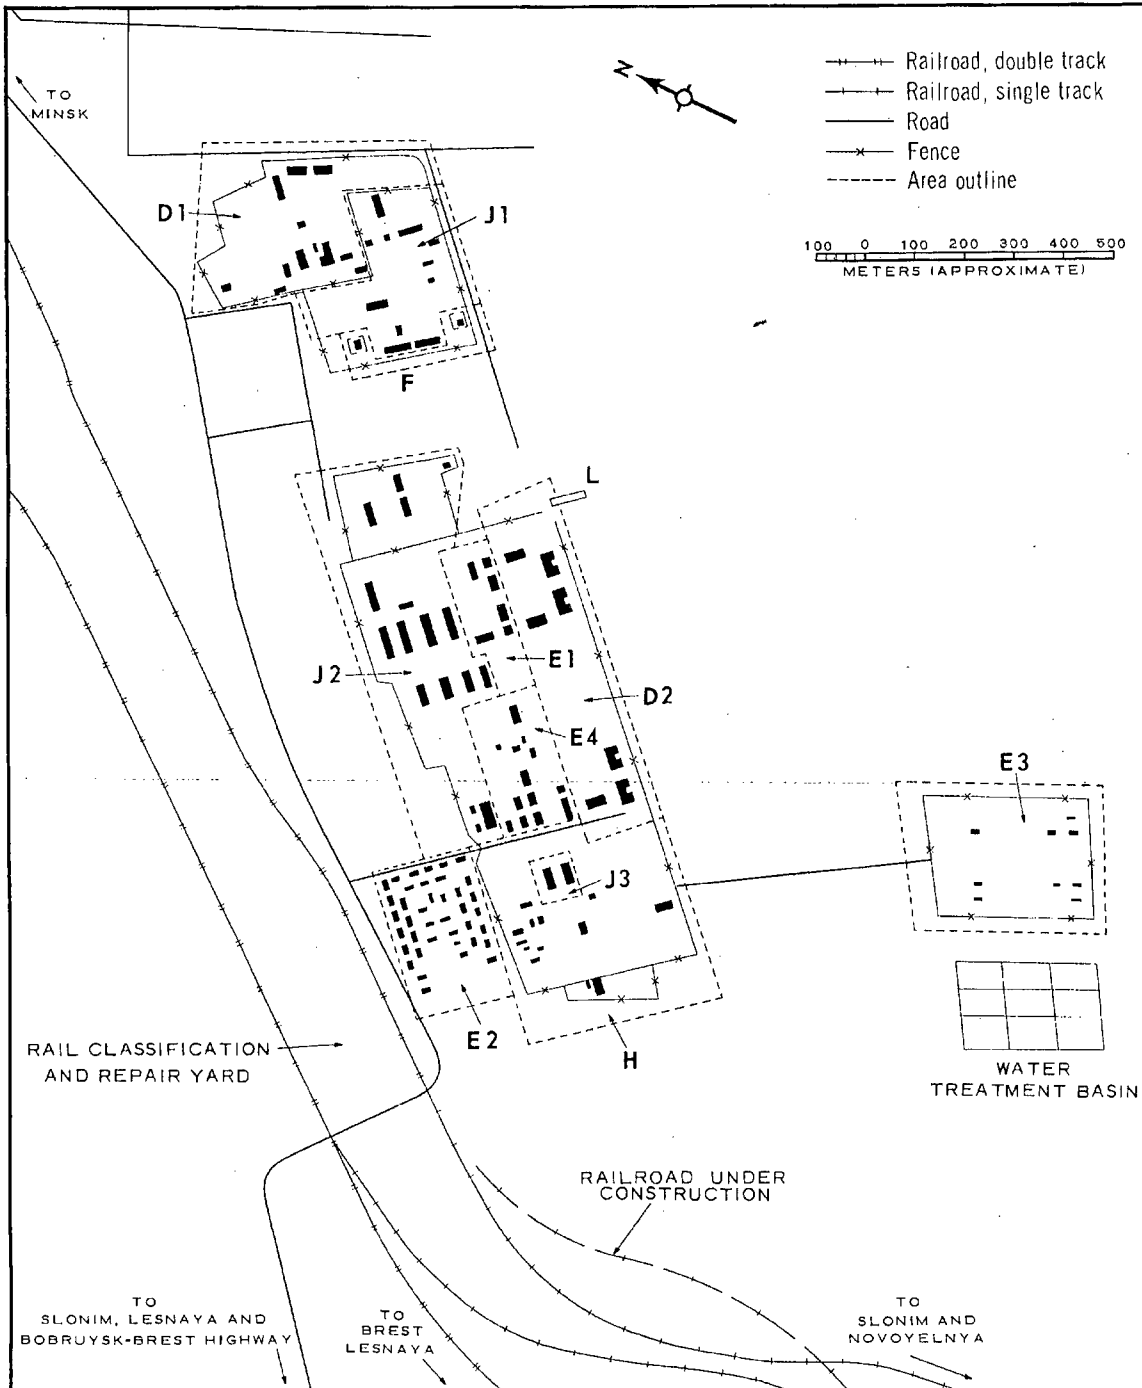 N
TO
MINSK
Railroad, double track
Railroad, single track
Road
Fence
Area outline
100 0 100 200 300 400 500
METERS (APPROXIMATE)
D1
J1
F
L
J2
E1
D2
E4
E3
J3
E2
H
RAIL CLASSIFICATION
AND REPAIR YARD
WATER
TREATMENT BASIN
RAILROAD UNDER
CONSTRUCTION
TO
SLONIM, LESNAYA AND
BOBRUYSK-BREST HIGHWAY
TO
BREST
LESNAYA
TO
SLONIM AND
NOVOYELNYA